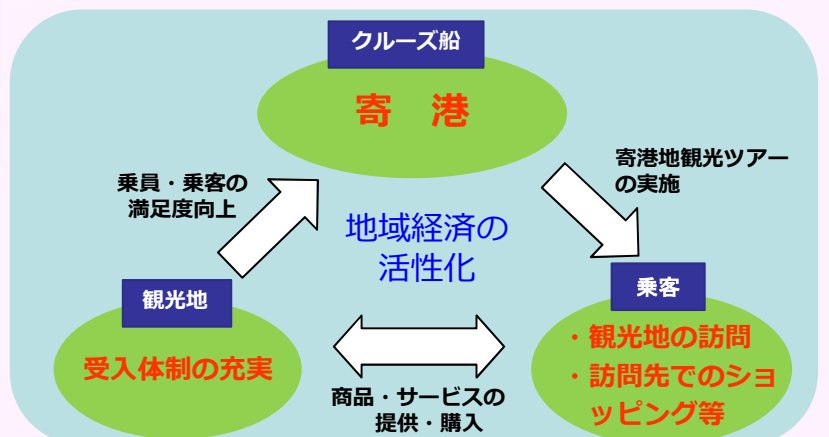 クルーズ船
寄　港
乗員・乗客の
満足度向上
寄港地観光ツアー
の実施
地域経済の
活性化
観光地
受入体制の充実
乗客
・観光地の訪問
・訪問先でのショ
ッピング等
商品・サービスの
提供・購入